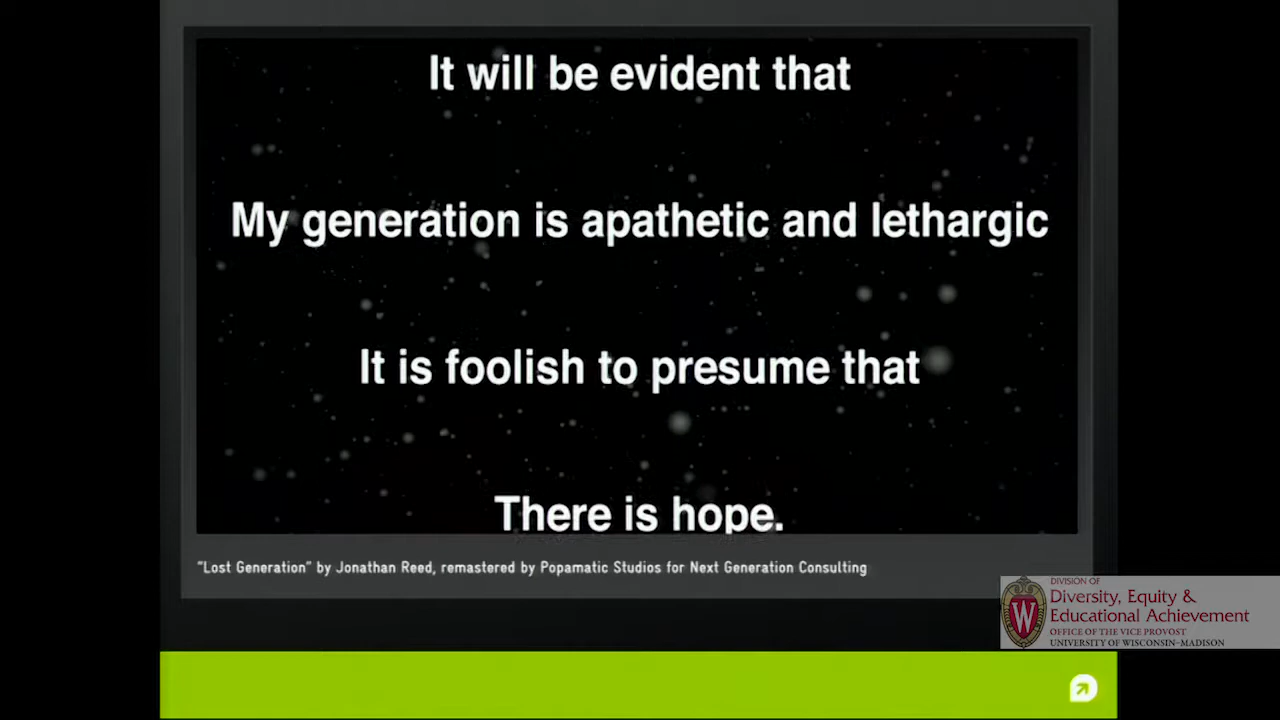 It will be evident that
My generation is apathetic and lethargic
It is foolish to presume that
There is hope.
"Lost Generation" by Jonathan Reed, remastered by Popamatic Studios for Next Generation Consulting
DIVISION OF
Diversity, Equity &
Educational Achievement
OFFICE OF THE VICE PROVOST
UNIVERSITY OF WISCONSIN–MADISON
W